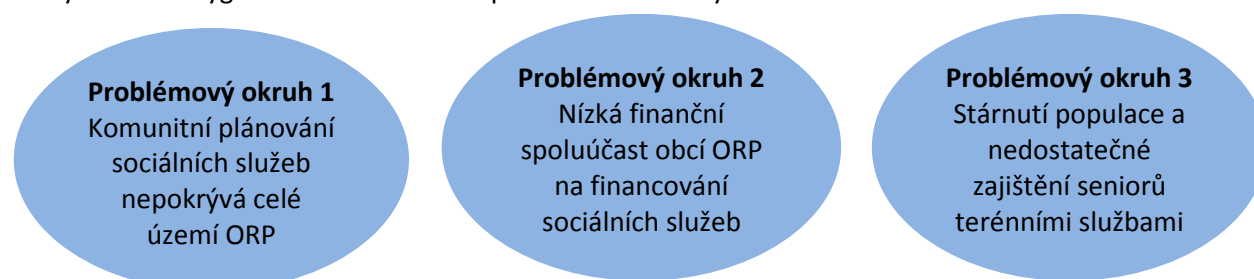 Problémový okruh 1
Komunitní plánování
sociálních služeb
nepokrývá celé
území ORP
Problémový okruh 2
Nízká finanční
spoluúčast obcí ORP
na financování
sociálních služeb
Problémový okruh 3
Stárnutí populace a
nedostatečné
zajištění seniorů
terénními službami